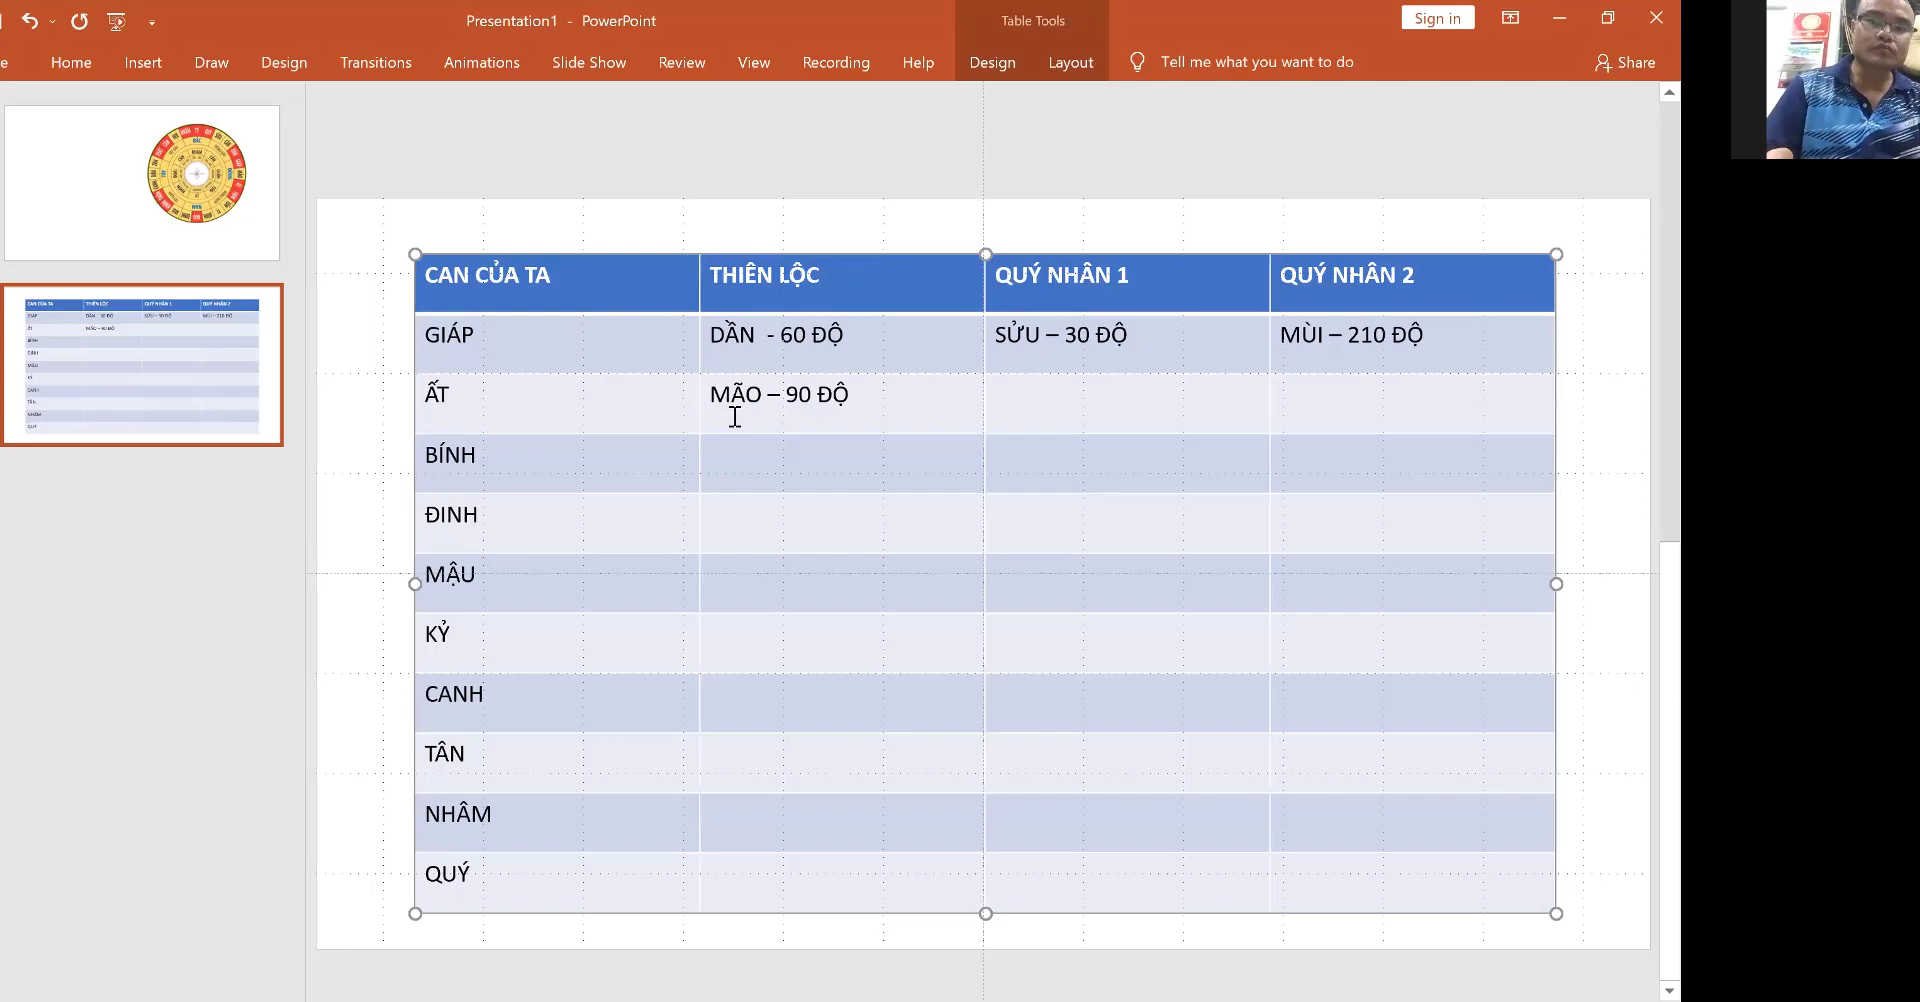 Presentation1 - PowerPoint
Table Tools
Sign in
e Home Insert Draw Design Transitions Animations Slide Show Review View Recording Help Design Layout Tell me what you want to do Share
CAN CỦA TA THIÊN LỘC QUÝ NHÂN 1 QUÝ NHÂN 2
GIÁP DẦN - 60 ĐỘ SỬU – 30 ĐỘ MÙI – 210 ĐỘ
ẤT MÃO – 90 ĐỘ
BÍNH
ĐINH
MẬU
KỶ
CANH
TÂN
NHÂM
QUÝ